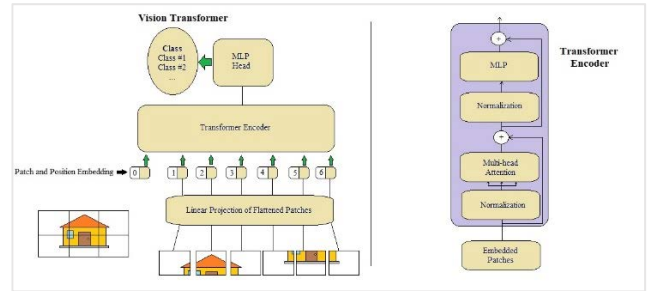 Vision Transformer
Class
Class #1
Class #2
...
MLP
Head
Transformer Encoder
Patch and Position Embedding
0
1
2
3
4
5
6
Linear Projection of Flattened Patches
Transformer
Encoder
+
MLP
Normalization
+
Multi-head
Attention
Normalization
Embedded
Patches